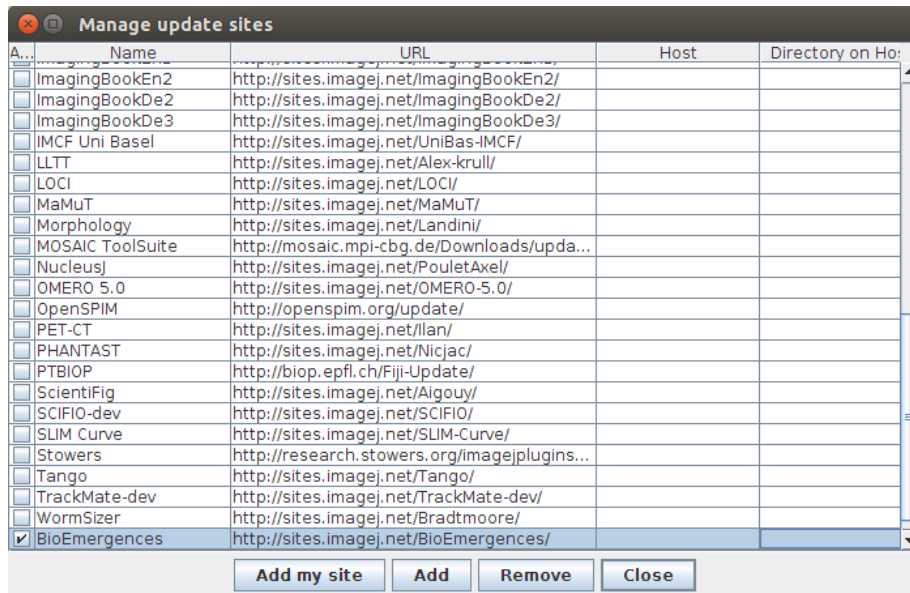 Manage update sites
A... Name URL Host Directory on Hos
ImagingBookEn2 http://sites.imagej.net/ImagingBookEn2/
ImagingBookDe2 http://sites.imagej.net/ImagingBookDe2/
ImagingBookDe3 http://sites.imagej.net/ImagingBookDe3/
IMCF Uni Basel http://sites.imagej.net/UniBas-IMCF/
LLTT http://sites.imagej.net/Alex-krull/
LOCI http://sites.imagej.net/LOCI/
MaMuT http://sites.imagej.net/MaMuT/
Morphology http://sites.imagej.net/Landini/
MOSAIC ToolSuite http://mosaic.mpi-cbg.de/Downloads/upda...
NucleusJ http://sites.imagej.net/PouletAxel/
OMERO 5.0 http://sites.imagej.net/OMERO-5.0/
OpenSPIM http://openspim.org/update/
PET-CT http://sites.imagej.net/Ilan/
PHANTAST http://sites.imagej.net/Nicjac/
PTBIOP http://biop.epfl.ch/Fiji-Update/
ScientiFig http://sites.imagej.net/Aigouy/
SCIFIO-dev http://sites.imagej.net/SCIFIO/
SLIM Curve http://sites.imagej.net/SLIM-Curve/
Stowers http://research.stowers.org/imagejplugins...
Tango http://sites.imagej.net/Tango/
TrackMate-dev http://sites.imagej.net/TrackMate-dev/
WormSizer http://sites.imagej.net/Bradtmoore/
BioEmergences http://sites.imagej.net/BioEmergences/
Add my site Add Remove Close